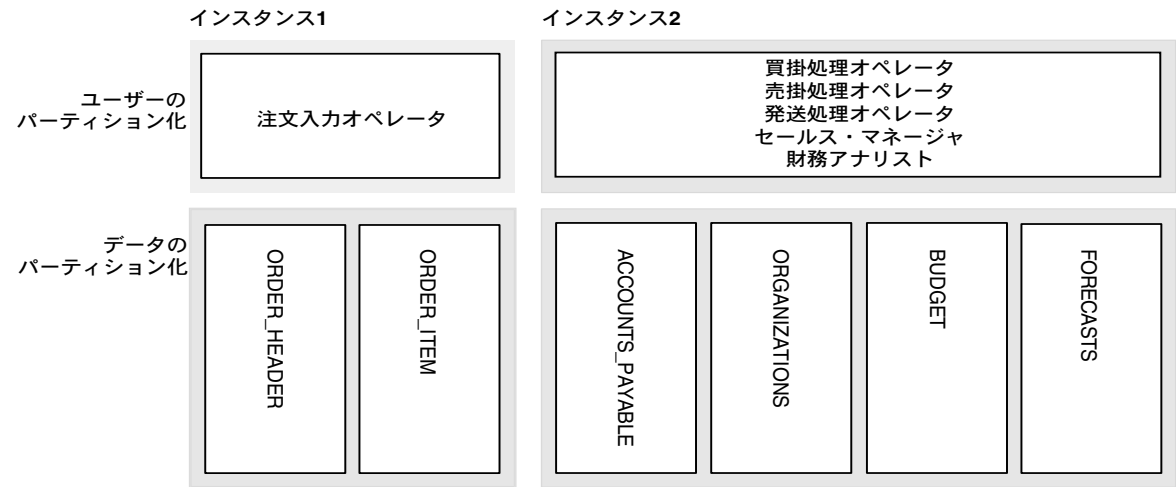 インスタンス1
インスタンス2
ユーザーの
パーティション化
注文入力オペレータ
買掛処理オペレータ
売掛処理オペレータ
発送処理オペレータ
セールス・マネージャ
財務アナリスト
データの
パーティション化
ORDER_HEADER
ORDER_ITEM
ACCOUNTS_PAYABLE
ORGANIZATIONS
BUDGET
FORECASTS